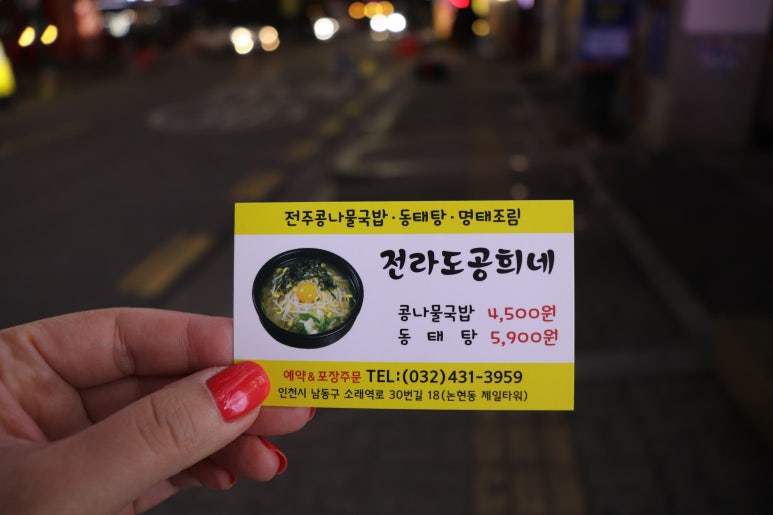 전주콩나물국밥·동태탕·명태조림
전라도공희네
콩나물국밥 4,500원
동태탕 5,900원
예약&포장주문 TEL:(032)431-3959
인천시 남동구 소래역로 30번길 18(논현동 제일타워)